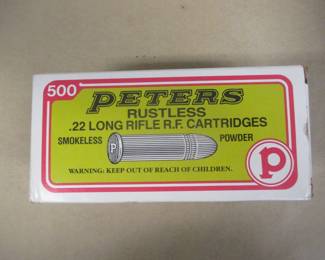 500
PETERS
RUSTLESS
.22 LONG RIFLE R.F. CARTRIDGES
SMOKELESS POWDER
P
p
WARNING: KEEP OUT OF REACH OF CHILDREN.